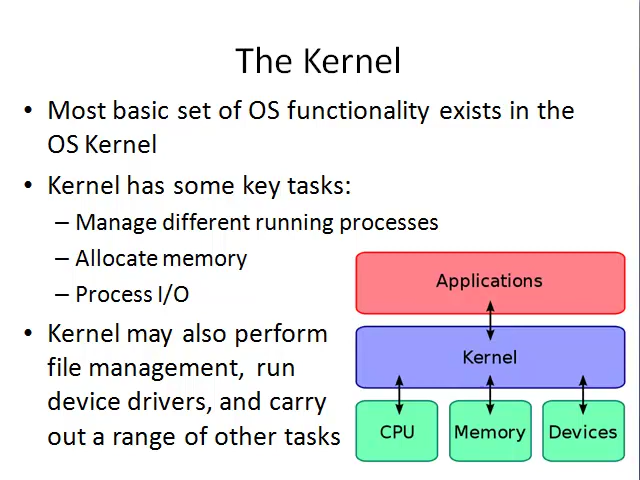 The Kernel
• Most basic set of OS functionality exists in the
OS Kernel
• Kernel has some key tasks:
– Manage different running processes
– Allocate memory
– Process I/O
• Kernel may also perform
file management, run
device drivers, and carry
out a range of other tasks
Applications
Kernel
CPU
Memory
Devices